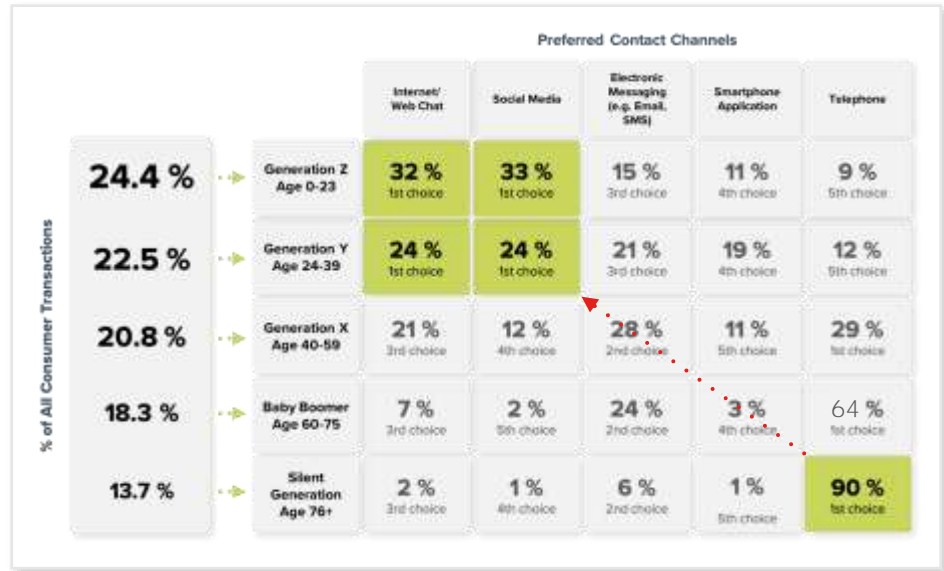 Preferred Contact Channels
Internet/
Web Chat
Social Media
Electronic
Messaging
(e.g. Email,
SMS)
Smartphone
Application
Telephone
% of All Consumer Transactions
24.4 %
Generation Z
Age 0-23
32 %
1st choice
33 %
1st choice
15 %
3rd choice
11 %
4th choice
9 %
5th choice
22.5 %
Generation Y
Age 24-39
24 %
1st choice
24 %
1st choice
21 %
3rd choice
19 %
4th choice
12 %
5th choice
20.8 %
Generation X
Age 40-59
21 %
3rd choice
12 %
4th choice
28 %
2nd choice
11 %
5th choice
29 %
1st choice
18.3 %
Baby Boomer
Age 60-75
7 %
3rd choice
2 %
5th choice
24 %
2nd choice
3 %
4th choice
64 %
1st choice
13.7 %
Silent
Generation
Age 76+
2 %
3rd choice
1 %
4th choice
6 %
2nd choice
1 %
5th choice
90 %
1st choice